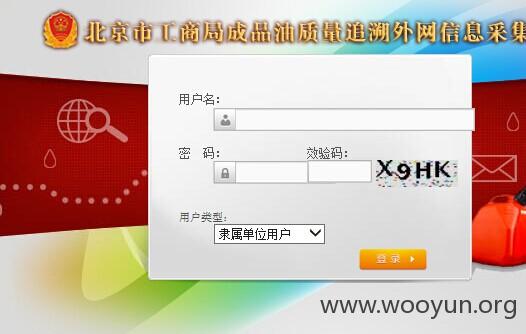 北京市工商局成品油质量追溯外网信息采集
用户名：
密 码： 效验码：
X9HK
用户类型：
隶属单位用户
登 录
www.wooyun.org